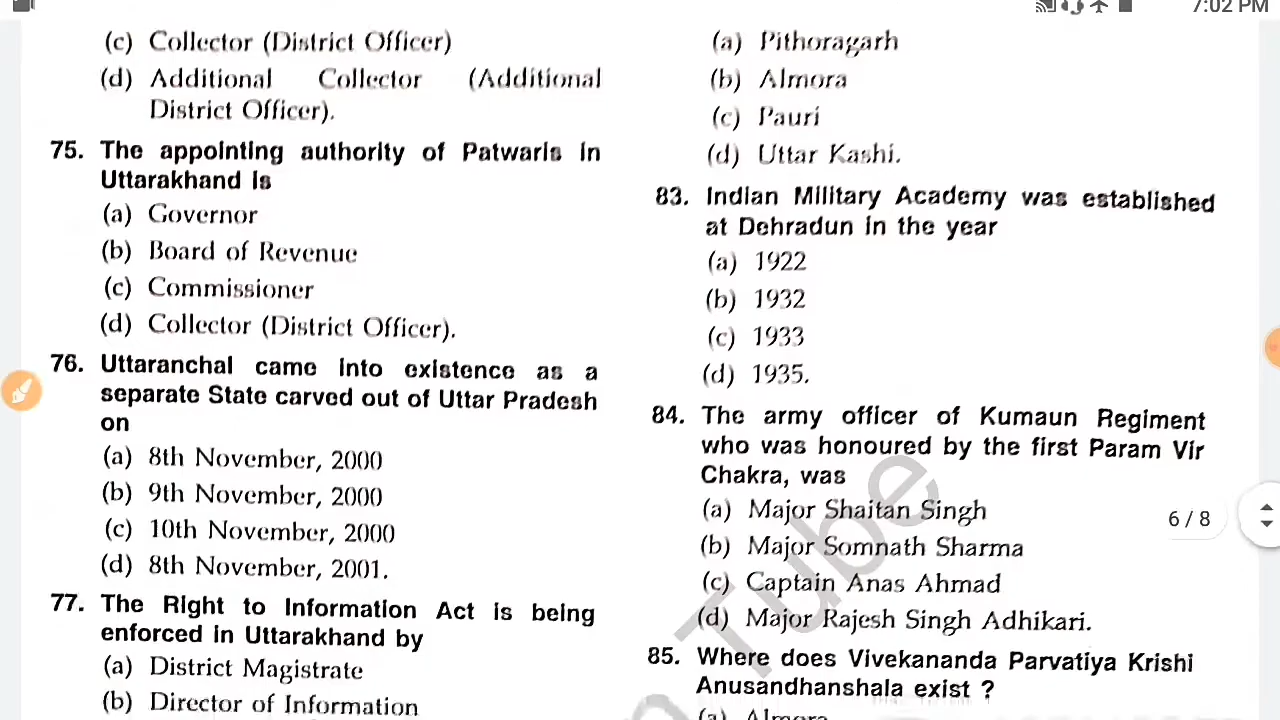 7:02 PM
(c) Collector (District Officer)
(d) Additional Collector (Additional
District Officer).
75. The appointing authority of Patwaris in
Uttarakhand is
(a) Governor
(b) Board of Revenue
(c) Commissioner
(d) Collector (District Officer).
76. Uttaranchal came into existence as a
separate State carved out of Uttar Pradesh
on
(a) 8th November, 2000
(b) 9th November, 2000
(c) 10th November, 2000
(d) 8th November, 2001.
77. The Right to Information Act is being
enforced in Uttarakhand by
(a) District Magistrate
(b) Director of Information
(a) Pithoragarh
(b) Almora
(c) Pauri
(d) Uttar Kashi.
83. Indian Military Academy was established
at Dehradun in the year
(a) 1922
(b) 1932
(c) 1933
(d) 1935.
84. The army officer of Kumaun Regiment
who was honoured by the first Param Vir
Chakra, was
(a) Major Shaitan Singh
(b) Major Somnath Sharma
(c) Captain Anas Ahmad
(d) Major Rajesh Singh Adhikari.
85. Where does Vivekananda Parvatiya Krishi
Anusandhanshala exist ?
(a) Almora
6 / 8
Tube